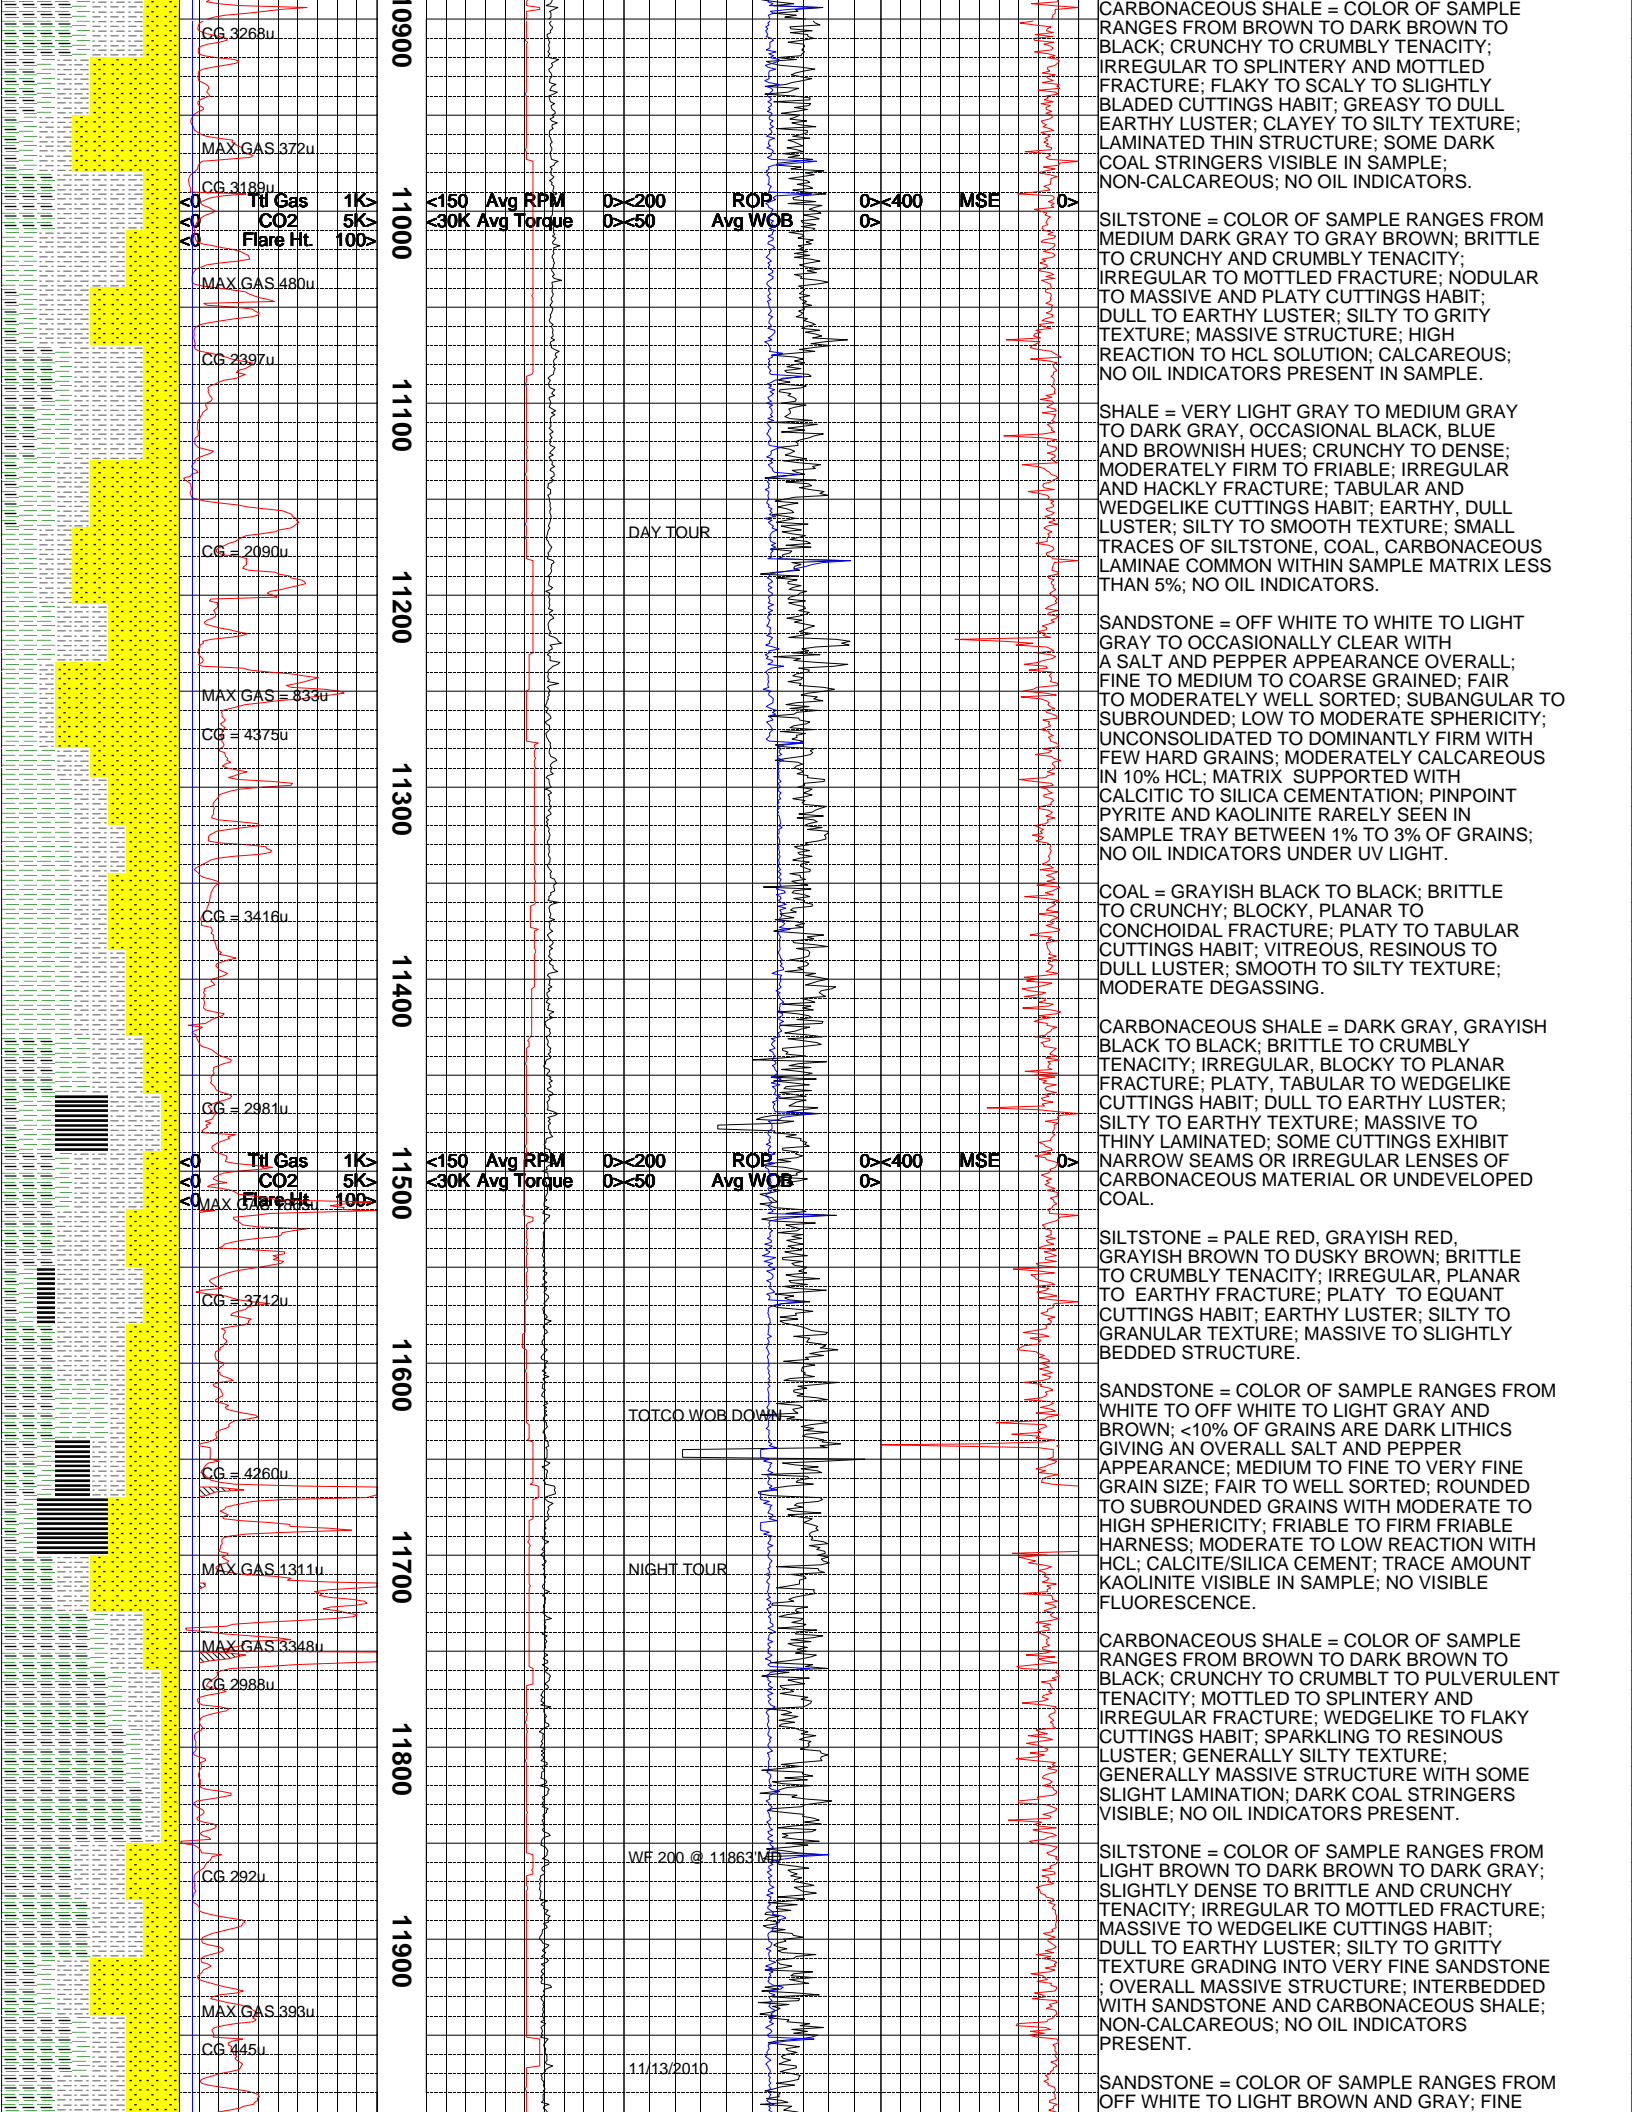 10900
CG 3268u
MAX GAS 372u
CG 3189u
<0 Ttl Gas 1K> <150 Avg RPM 0><200 ROP 0><400 MSE 0>
<0 CO2 5K> <30K Avg Torque 0><50 Avg WOB 0>
<0 Flare Ht. 100>
11000
MAX GAS 480u
CG 2397u
11100
DAY TOUR
CG = 2090u
11200
MAX GAS = 833u
CG = 4375u
11300
CG = 3416u
11400
CG = 2981u
<0 Ttl Gas 1K> <150 Avg RPM 0><200 ROP 0><400 MSE 0>
<0 CO2 5K> <30K Avg Torque 0><50 Avg WOB 0>
<0 Flare Ht. 100>
MAX GAS
11500
CG = 3712u
11600
TOTCO WOB DOWN
CG = 4260u
11700
MAX GAS 1311u
NIGHT TOUR
MAX GAS 3348u
CG 2988u
11800
WF 200 @ 11863'MD
CG 292u
11900
MAX GAS 393u
CG 445u
11/13/2010
CARBONACEOUS SHALE = COLOR OF SAMPLE
RANGES FROM BROWN TO DARK BROWN TO
BLACK; CRUNCHY TO CRUMBLY TENACITY;
IRREGULAR TO SPLINTERY AND MOTTLED
FRACTURE; FLAKY TO SCALY TO SLIGHTLY
BLADED CUTTINGS HABIT; GREASY TO DULL
EARTHY LUSTER; CLAYEY TO SILTY TEXTURE;
LAMINATED THIN STRUCTURE; SOME DARK
COAL STRINGERS VISIBLE IN SAMPLE;
NON-CALCAREOUS; NO OIL INDICATORS.
SILTSTONE = COLOR OF SAMPLE RANGES FROM
MEDIUM DARK GRAY TO GRAY BROWN; BRITTLE
TO CRUNCHY AND CRUMBLY TENACITY;
IRREGULAR TO MOTTLED FRACTURE; NODULAR
TO MASSIVE AND PLATY CUTTINGS HABIT;
DULL TO EARTHY LUSTER; SILTY TO GRITY
TEXTURE; MASSIVE STRUCTURE; HIGH
REACTION TO HCL SOLUTION; CALCAREOUS;
NO OIL INDICATORS PRESENT IN SAMPLE.
SHALE = VERY LIGHT GRAY TO MEDIUM GRAY
TO DARK GRAY, OCCASIONAL BLACK, BLUE
AND BROWNISH HUES; CRUNCHY TO DENSE;
MODERATELY FIRM TO FRIABLE; IRREGULAR
AND HACKLY FRACTURE; TABULAR AND
WEDGELIKE CUTTINGS HABIT; EARTHY, DULL
LUSTER; SILTY TO SMOOTH TEXTURE; SMALL
TRACES OF SILTSTONE, COAL, CARBONACEOUS
LAMINAE COMMON WITHIN SAMPLE MATRIX LESS
THAN 5%; NO OIL INDICATORS.
SANDSTONE = OFF WHITE TO WHITE TO LIGHT
GRAY TO OCCASIONALLY CLEAR WITH
A SALT AND PEPPER APPEARANCE OVERALL;
FINE TO MEDIUM TO COARSE GRAINED; FAIR
TO MODERATELY WELL SORTED; SUBANGULAR TO
SUBROUNDED; LOW TO MODERATE SPHERICITY;
UNCONSOLIDATED TO DOMINANTLY FIRM WITH
FEW HARD GRAINS; MODERATELY CALCAREOUS
IN 10% HCL; MATRIX SUPPORTED WITH
CALCITIC TO SILICA CEMENTATION; PINPOINT
PYRITE AND KAOLINITE RARELY SEEN IN
SAMPLE TRAY BETWEEN 1% TO 3% OF GRAINS;
NO OIL INDICATORS UNDER UV LIGHT.
COAL = GRAYISH BLACK TO BLACK; BRITTLE
TO CRUNCHY; BLOCKY, PLANAR TO
CONCHOIDAL FRACTURE; PLATY TO TABULAR
CUTTINGS HABIT; VITREOUS, RESINOUS TO
DULL LUSTER; SMOOTH TO SILTY TEXTURE;
MODERATE DEGASSING.
CARBONACEOUS SHALE = DARK GRAY, GRAYISH
BLACK TO BLACK; BRITTLE TO CRUMBLY
TENACITY; IRREGULAR, BLOCKY TO PLANAR
FRACTURE; PLATY, TABULAR TO WEDGELIKE
CUTTINGS HABIT; DULL TO EARTHY LUSTER;
SILTY TO EARTHY TEXTURE; MASSIVE TO
THINY LAMINATED; SOME CUTTINGS EXHIBIT
NARROW SEAMS OR IRREGULAR LENSES OF
CARBONACEOUS MATERIAL OR UNDEVELOPED
COAL.
SILTSTONE = PALE RED, GRAYISH RED,
GRAYISH BROWN TO DUSKY BROWN; BRITTLE
TO CRUMBLY TENACITY; IRREGULAR, PLANAR
TO EARTHY FRACTURE; PLATY TO EQUANT
CUTTINGS HABIT; EARTHY LUSTER; SILTY TO
GRANULAR TEXTURE; MASSIVE TO SLIGHTLY
BEDDED STRUCTURE.
SANDSTONE = COLOR OF SAMPLE RANGES FROM
WHITE TO OFF WHITE TO LIGHT GRAY AND
BROWN; <10% OF GRAINS ARE DARK LITHICS
GIVING AN OVERALL SALT AND PEPPER
APPEARANCE; MEDIUM TO FINE TO VERY FINE
GRAIN SIZE; FAIR TO WELL SORTED; ROUNDED
TO SUBROUNDED GRAINS WITH MODERATE TO
HIGH SPHERICITY; FRIABLE TO FIRM FRIABLE
HARNESS; MODERATE TO LOW REACTION WITH
HCL; CALCITE/SILICA CEMENT; TRACE AMOUNT
KAOLINITE VISIBLE IN SAMPLE; NO VISIBLE
FLUORESCENCE.
CARBONACEOUS SHALE = COLOR OF SAMPLE
RANGES FROM BROWN TO DARK BROWN TO
BLACK; CRUNCHY TO CRUMBLT TO PULVERULENT
TENACITY; MOTTLED TO SPLINTERY AND
IRREGULAR FRACTURE; WEDGELIKE TO FLAKY
CUTTINGS HABIT; SPARKLING TO RESINOUS
LUSTER; GENERALLY SILTY TEXTURE;
GENERALLY MASSIVE STRUCTURE WITH SOME
SLIGHT LAMINATION; DARK COAL STRINGERS
VISIBLE; NO OIL INDICATORS PRESENT.
SILTSTONE = COLOR OF SAMPLE RANGES FROM
LIGHT BROWN TO DARK BROWN TO DARK GRAY;
SLIGHTLY DENSE TO BRITTLE AND CRUNCHY
TENACITY; IRREGULAR TO MOTTLED FRACTURE;
MASSIVE TO WEDGELIKE CUTTINGS HABIT;
DULL TO EARTHY LUSTER; SILTY TO GRITTY
TEXTURE GRADING INTO VERY FINE SANDSTONE
; OVERALL MASSIVE STRUCTURE; INTERBEDDED
WITH SANDSTONE AND CARBONACEOUS SHALE;
NON-CALCAREOUS; NO OIL INDICATORS
PRESENT.
SANDSTONE = COLOR OF SAMPLE RANGES FROM
OFF WHITE TO LIGHT BROWN AND GRAY; FINE